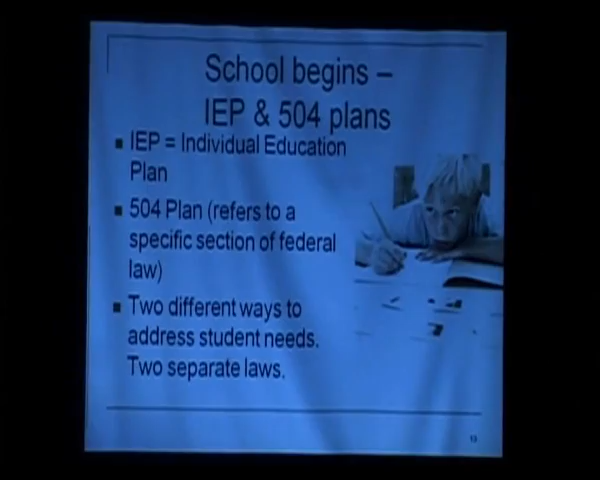 School begins –
IEP & 504 plans
▪ IEP = Individual Education
Plan
▪ 504 Plan (refers to a
specific section of federal
law)
▪ Two different ways to
address student needs.
Two separate laws.
13